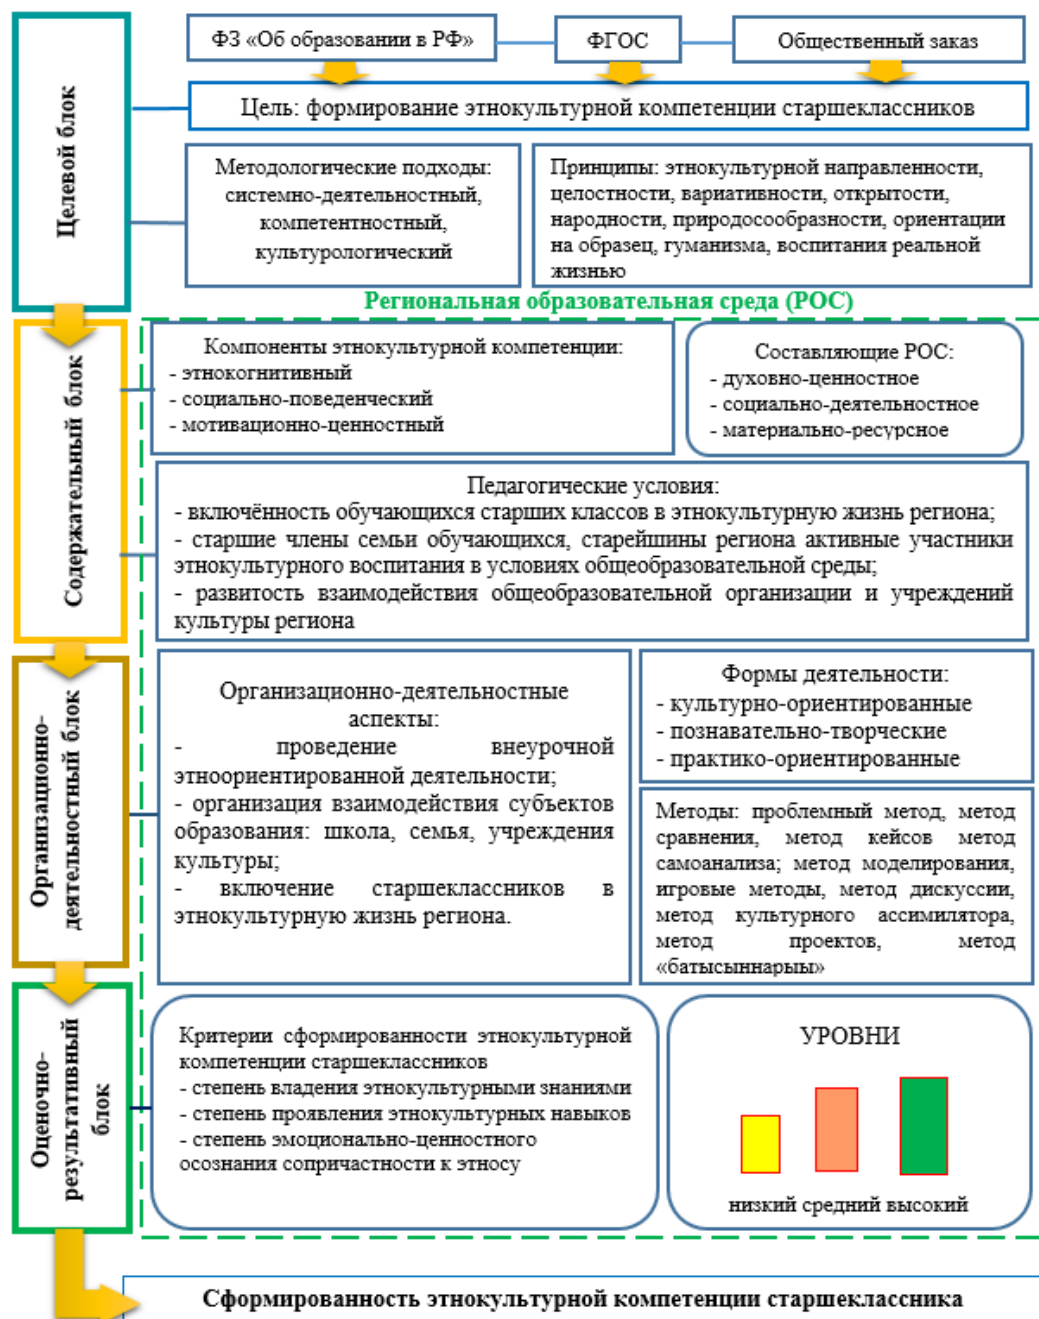 ФЗ «Об образовании в РФ»
ФГОС
Общественный заказ
Целевой блок
Цель: формирование этнокультурной компетенции старшеклассников
Методологические подходы:
системно-деятельностный,
компетентностный,
культурологический
Принципы: этнокультурной направленности,
целостности, вариативности, открытости,
народности, природосообразности, ориентации
на образец, гуманизма, воспитания реальной
жизнью
Региональная образовательная среда (РОС)
Содержательный блок
Компоненты этнокультурной компетенции:
- этнокогнитивный
- социально-поведенческий
- мотивационно-ценностный
Составляющие РОС:
- духовно-ценностное
- социально-деятельностное
- материально-ресурсное
Педагогические условия:
- включённость обучающихся старших классов в этнокультурную жизнь региона;
- старшие члены семьи обучающихся, старейшины региона активные участники
этнокультурного воспитания в условиях общеобразовательной среды;
- развитость взаимодействия общеобразовательной организации и учреждений
культуры региона
Организационно-
деятельностный блок
Организационно-деятельностные
аспекты:
- проведение внеурочной
этноориентированной деятельности;
- организация взаимодействия субъектов
образования: школа, семья, учреждения
культуры;
- включение старшеклассников в
этнокультурную жизнь региона.
Формы деятельности:
- культурно-ориентированные
- познавательно-творческие
- практико-ориентированные
Методы: проблемный метод, метод
сравнения, метод кейсов метод
самоанализа; метод моделирования,
игровые методы, метод дискуссии,
метод культурного ассимилятора,
метод проектов, метод
«батысыннарыы»
Оценочно-
результативный
блок
Критерии сформированности этнокультурной
компетенции старшеклассников
- степень владения этнокультурными знаниями
- степень проявления этнокультурных навыков
- степень эмоционально-ценностного
осознания сопричастности к этносу
УРОВНИ
низкий средний высокий
Сформированность этнокультурной компетенции старшеклассника